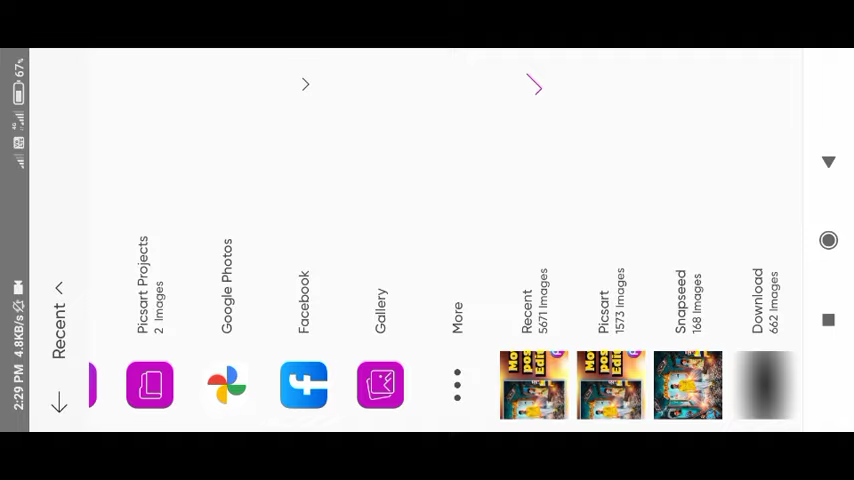 2:29 PM 4.8KB/s 67%
Recent
Picsart Projects
2 Images
Google Photos
Facebook
Gallery
More
Recent
5671 Images
Picsart
1573 Images
Snapseed
168 Images
Download
662 Images